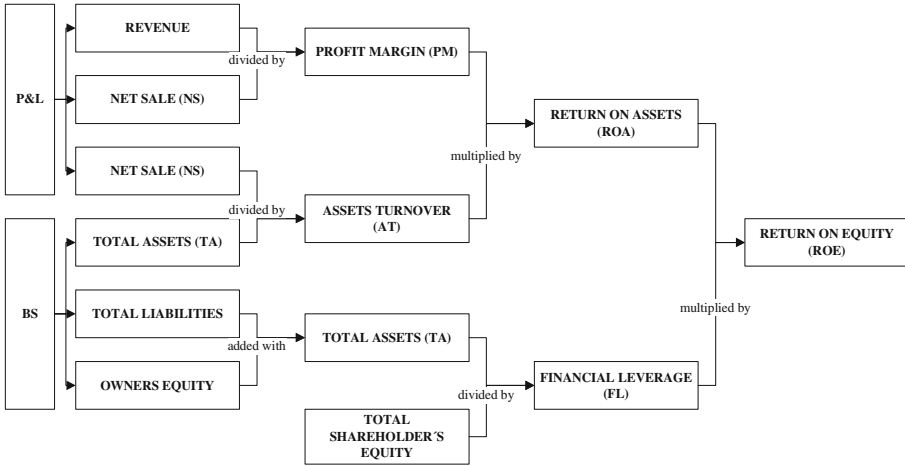 REVENUE
divided by
PROFIT MARGIN (PM)
P&L
NET SALE (NS)
RETURN ON ASSETS
(ROA)
multiplied by
NET SALE (NS)
divided by
ASSETS TURNOVER
(AT)
TOTAL ASSETS (TA)
RETURN ON EQUITY
(ROE)
BS
TOTAL LIABILITIES
multiplied by
added with
TOTAL ASSETS (TA)
OWNERS EQUITY
FINANCIAL LEVERAGE
(FL)
divided by
TOTAL
SHAREHOLDER´S
EQUITY